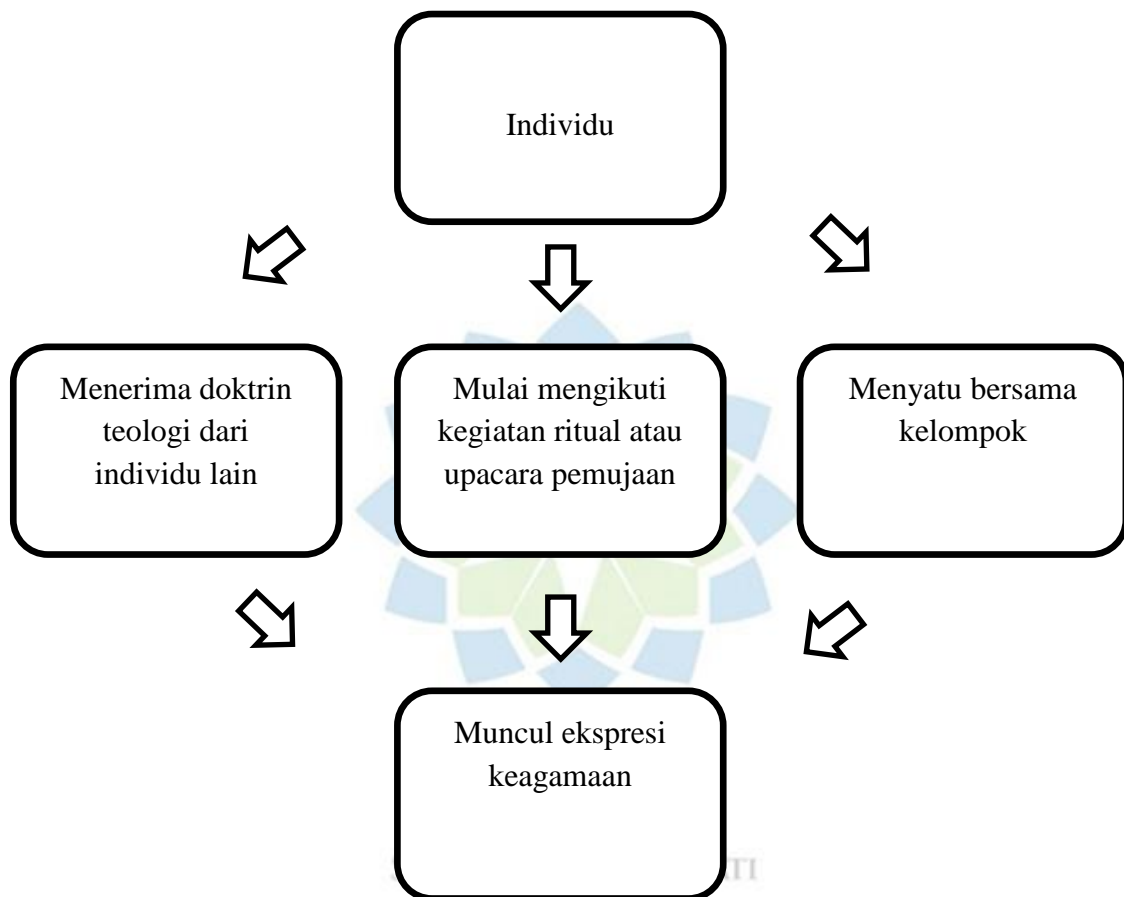 Individu
Menerima doktrin
teologi dari
individu lain
Mulai mengikuti
kegiatan ritual atau
upacara pemujaan
Menyatu bersama
kelompok
Muncul ekspresi
keagamaan